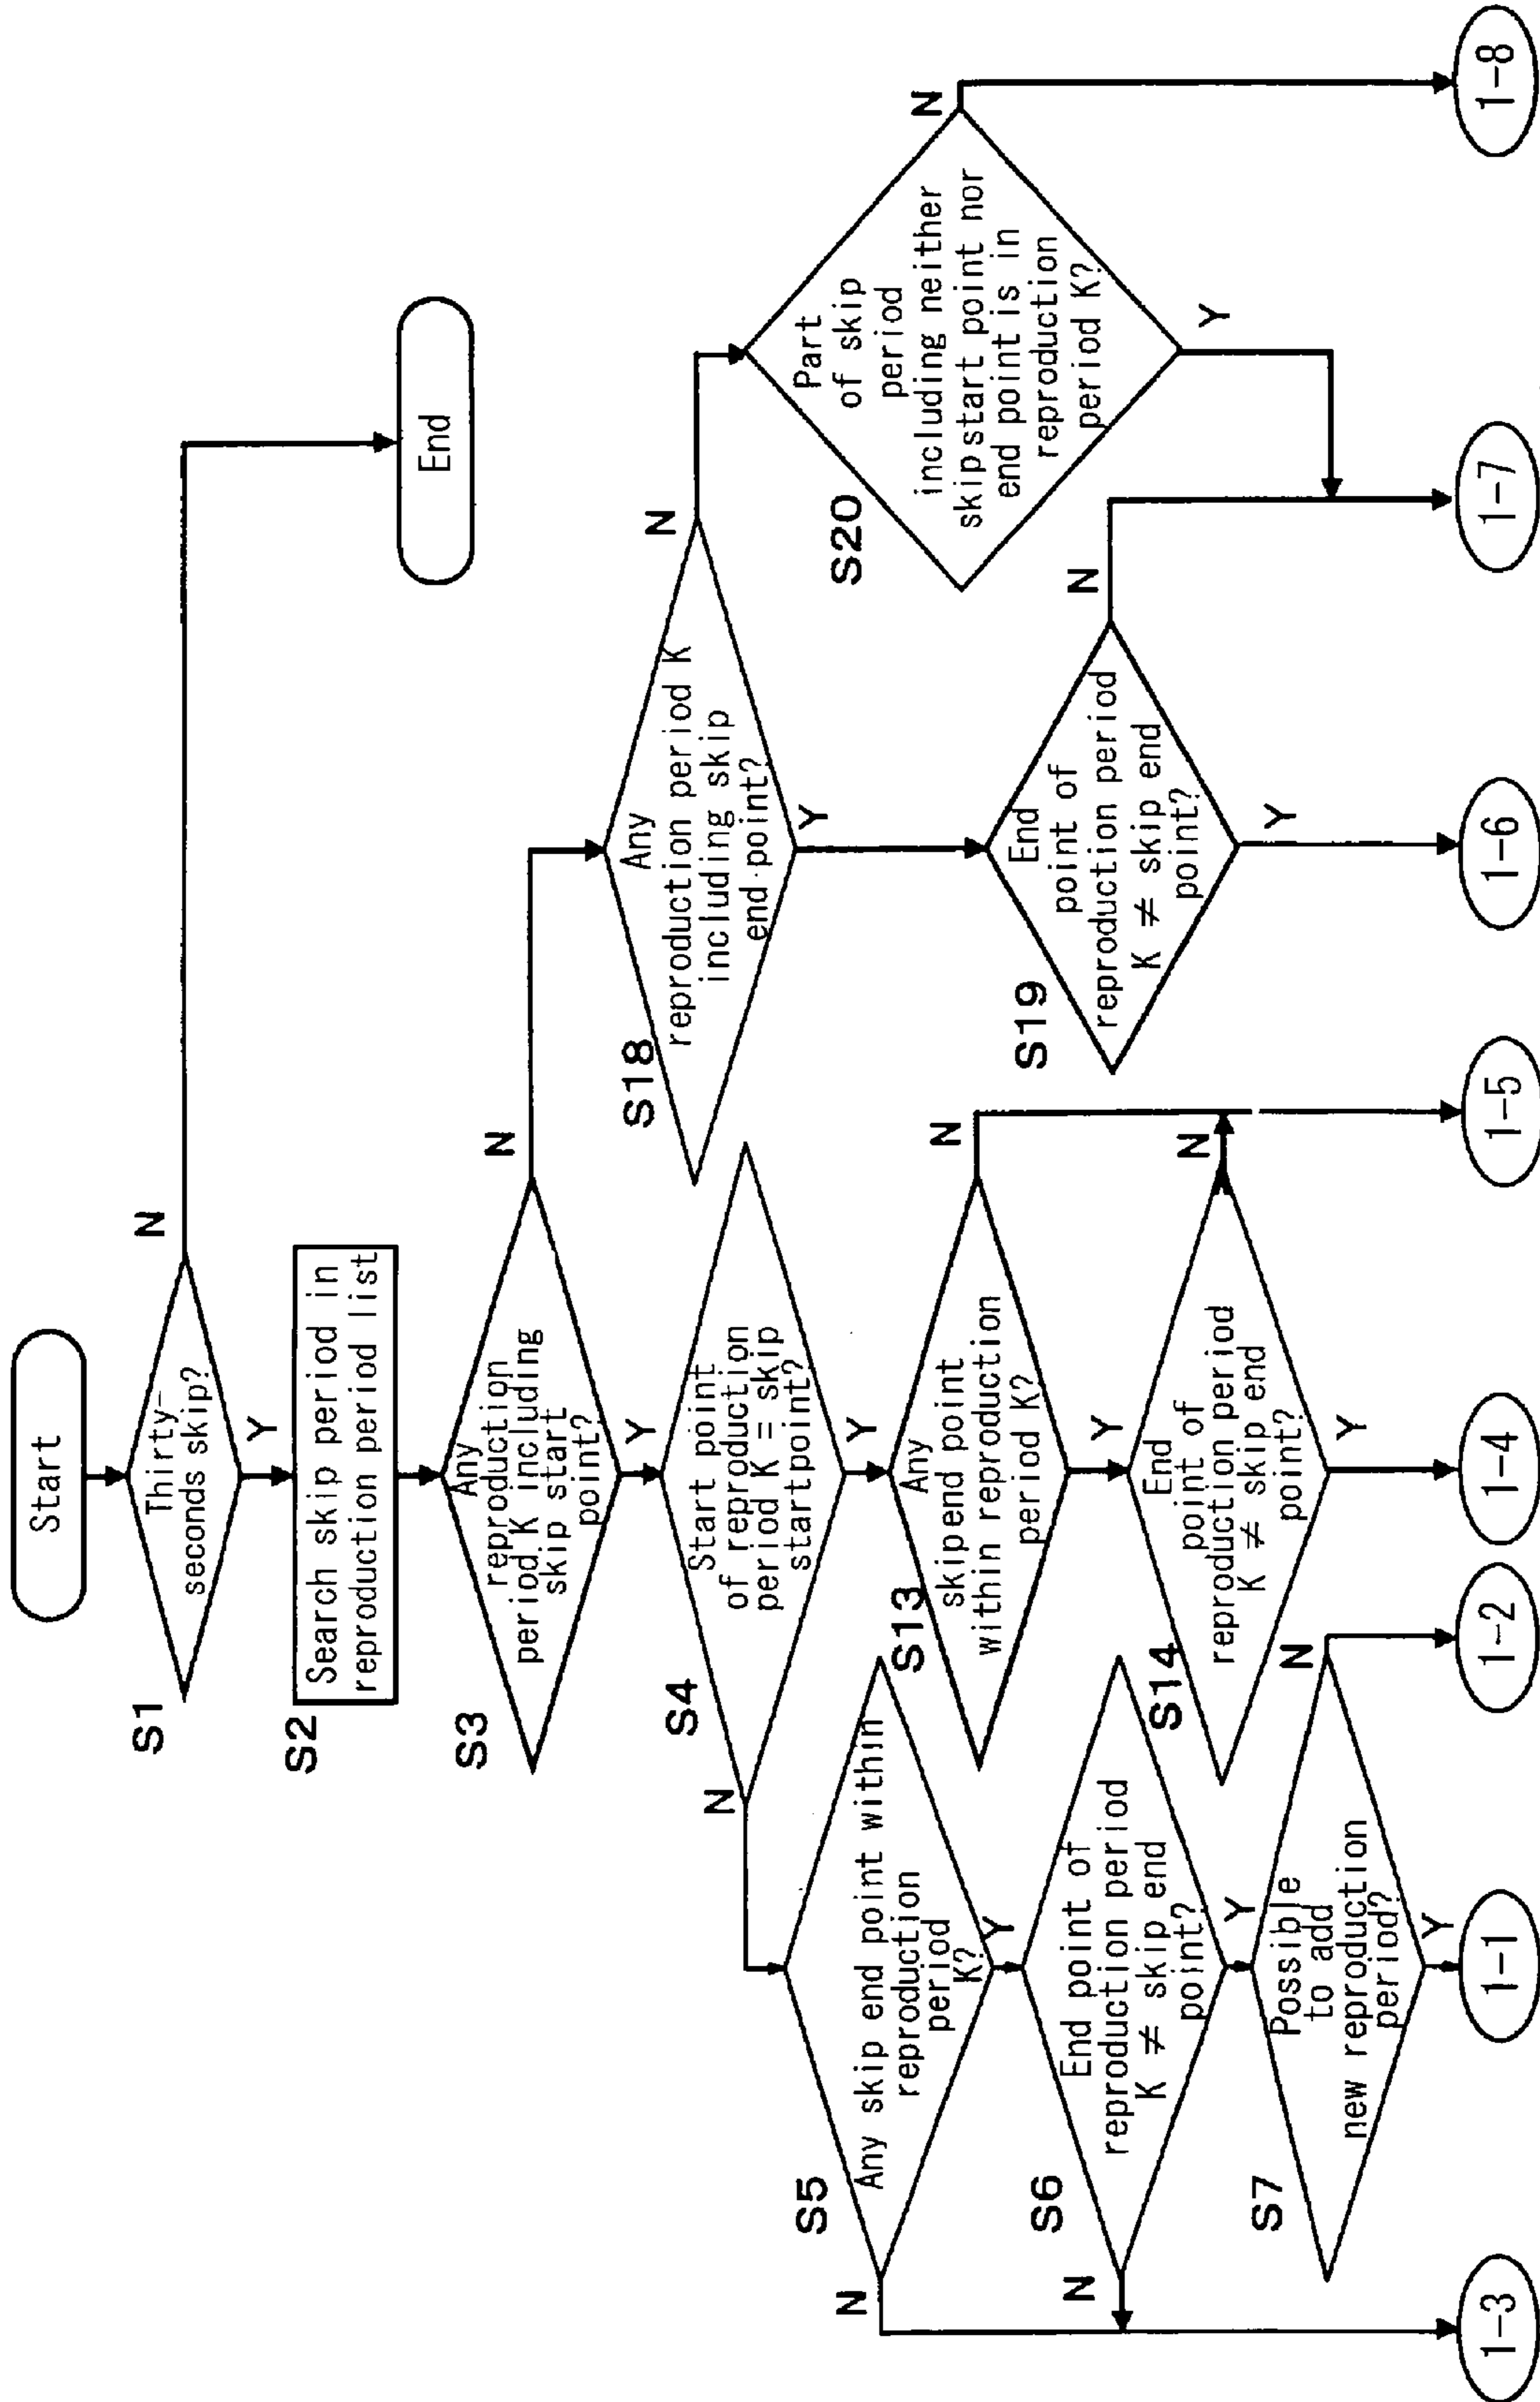 Start
S1
Thirty-
seconds skip?
N
Y
End
S2
Search skip period in
reproduction period list
S3
Any
reproduction
period K including
skip start
point?
N
Y
S4
Start point
of reproduction
period K = skip
startpoint?
N
Y
S18
Any
reproduction period K
including skip
end point?
N
Y
S5
Any skip end point within
reproduction
period
K?
N
Y
S13
Any
skipend point
within reproduction
period K?
N
Y
S20
Part
of skip
period
including neither
skipstart point nor
end point is in
reproduction
period K?
N
Y
S6
End point of
reproduction period
K ≠ skip end
point?
N
Y
S14
End
point of
reproduction period
K ≠ skip end
point?
N
Y
S19
End
point of
reproduction period
K ≠ skip end
point?
N
Y
S7
Possible
to add
new reproduction
period?
N
Y
1-3
1-1
1-2
1-4
1-5
1-6
1-7
1-8